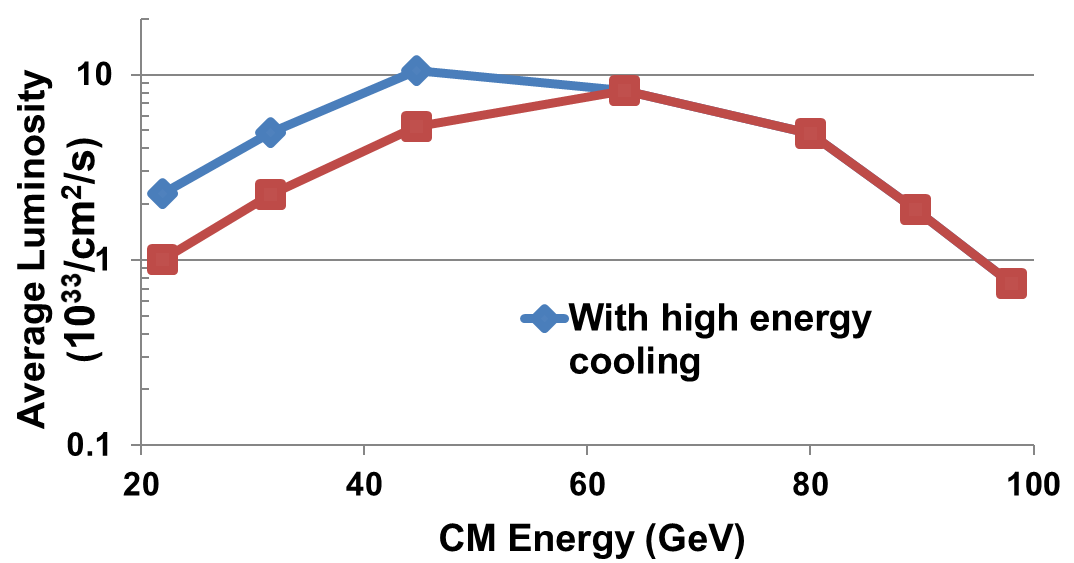 Average Luminosity
(10³³/cm²/s)
10
1
0.1
With high energy
cooling
20 40 60 80 100
CM Energy (GeV)